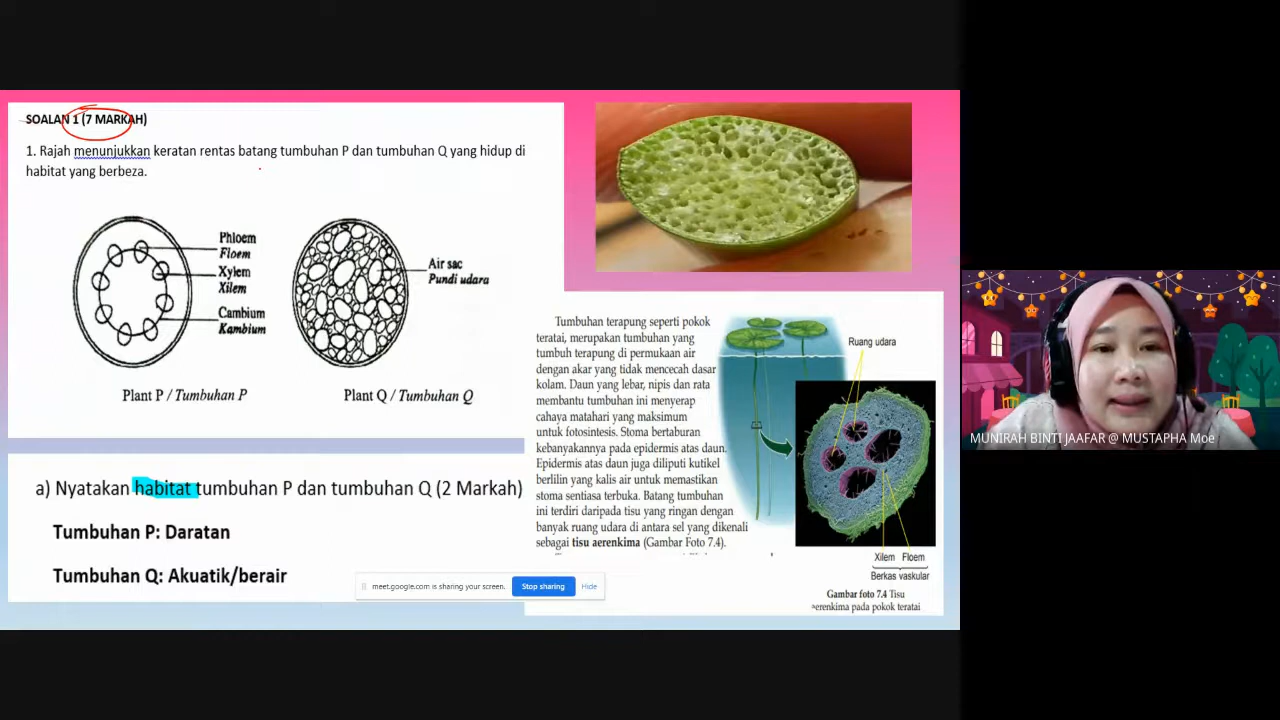 SOALAN 1 (7 MARKAH)
1. Rajah menunjukkan keratan rentas batang tumbuhan P dan tumbuhan Q yang hidup di
habitat yang berbeza.
Phloem
Floem
Xylem
Xilem
Cambium
Kambium
Air sac
Pundi udara
Plant P / Tumbuhan P
Plant Q / Tumbuhan Q
a) Nyatakan habitat tumbuhan P dan tumbuhan Q (2 Markah)
Tumbuhan P: Daratan
Tumbuhan Q: Akuatik/berair
Tumbuhan terapung seperti pokok
teratai, merupakan tumbuhan yang
tumbuh terapung di permukaan air
dengan akar yang tidak mencecah dasar
kolam. Daun yang lebar, nipis dan rata
membantu tumbuhan ini menyerap
cahaya matahari yang maksimum
untuk fotosintesis. Stoma bertaburan
kebanyakannya pada epidermis atas daun.
Epidermis atas daun juga diliputi kutikel
berlilin yang kalis air untuk memastikan
stoma sentiasa terbuka. Batang tumbuhan
ini terdiri daripada tisu yang ringan dengan
banyak ruang udara di antara sel yang dikenali
sebagai tisu aerenkima (Gambar Foto 7.4).
Ruang udara
Xilem Floem
Berkas vaskular
Gambar foto 7.4 Tisu
aerenkima pada pokok teratai
meet.google.com is sharing your screen. Stop sharing Hide
MUNIRAH BINTI JAAFAR @ MUSTAPHA Moe